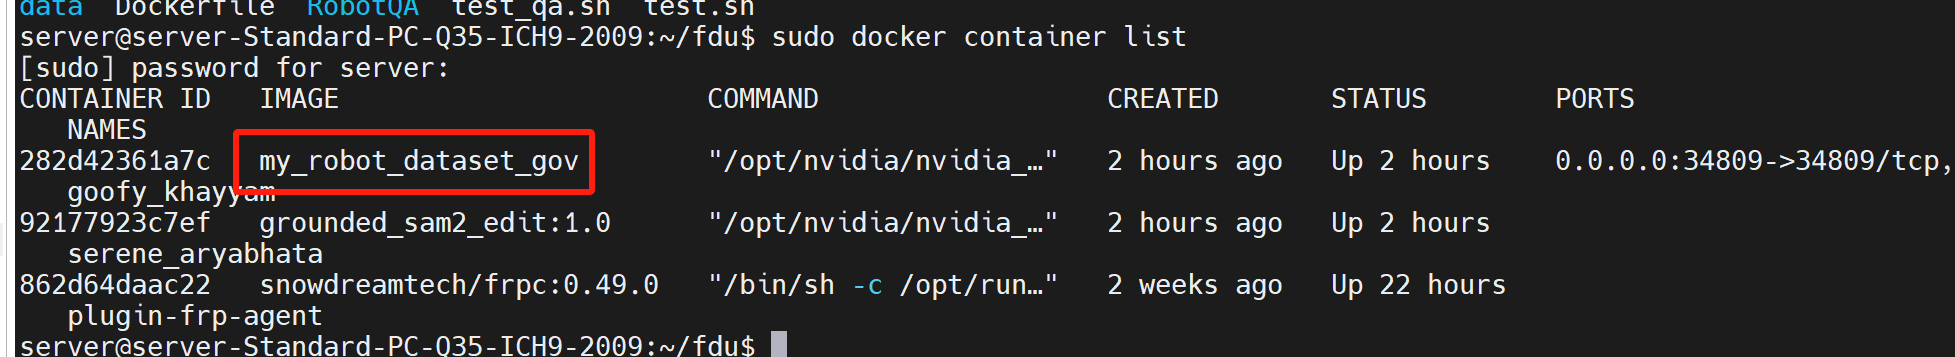 data  Dockerfile  RobotQA  test_qa.sh  test.sh
server@server-Standard-PC-Q35-ICH9-2009:~/fdu$ sudo docker container list
[sudo] password for server:
CONTAINER ID   IMAGE                       COMMAND                  CREATED       STATUS        PORTS
   NAMES
282d42361a7c   my_robot_dataset_gov        "/opt/nvidia/nvidia_…"   2 hours ago   Up 2 hours    0.0.0.0:34809->34809/tcp,
   goofy_khayyam
92177923c7ef   grounded_sam2_edit:1.0      "/opt/nvidia/nvidia_…"   2 hours ago   Up 2 hours
   serene_aryabhata
862d64daac22   snowdreamtech/frpc:0.49.0   "/bin/sh -c /opt/run…"   2 weeks ago   Up 22 hours
   plugin-frp-agent
server@server-Standard-PC-Q35-ICH9-2009:~/fdu$